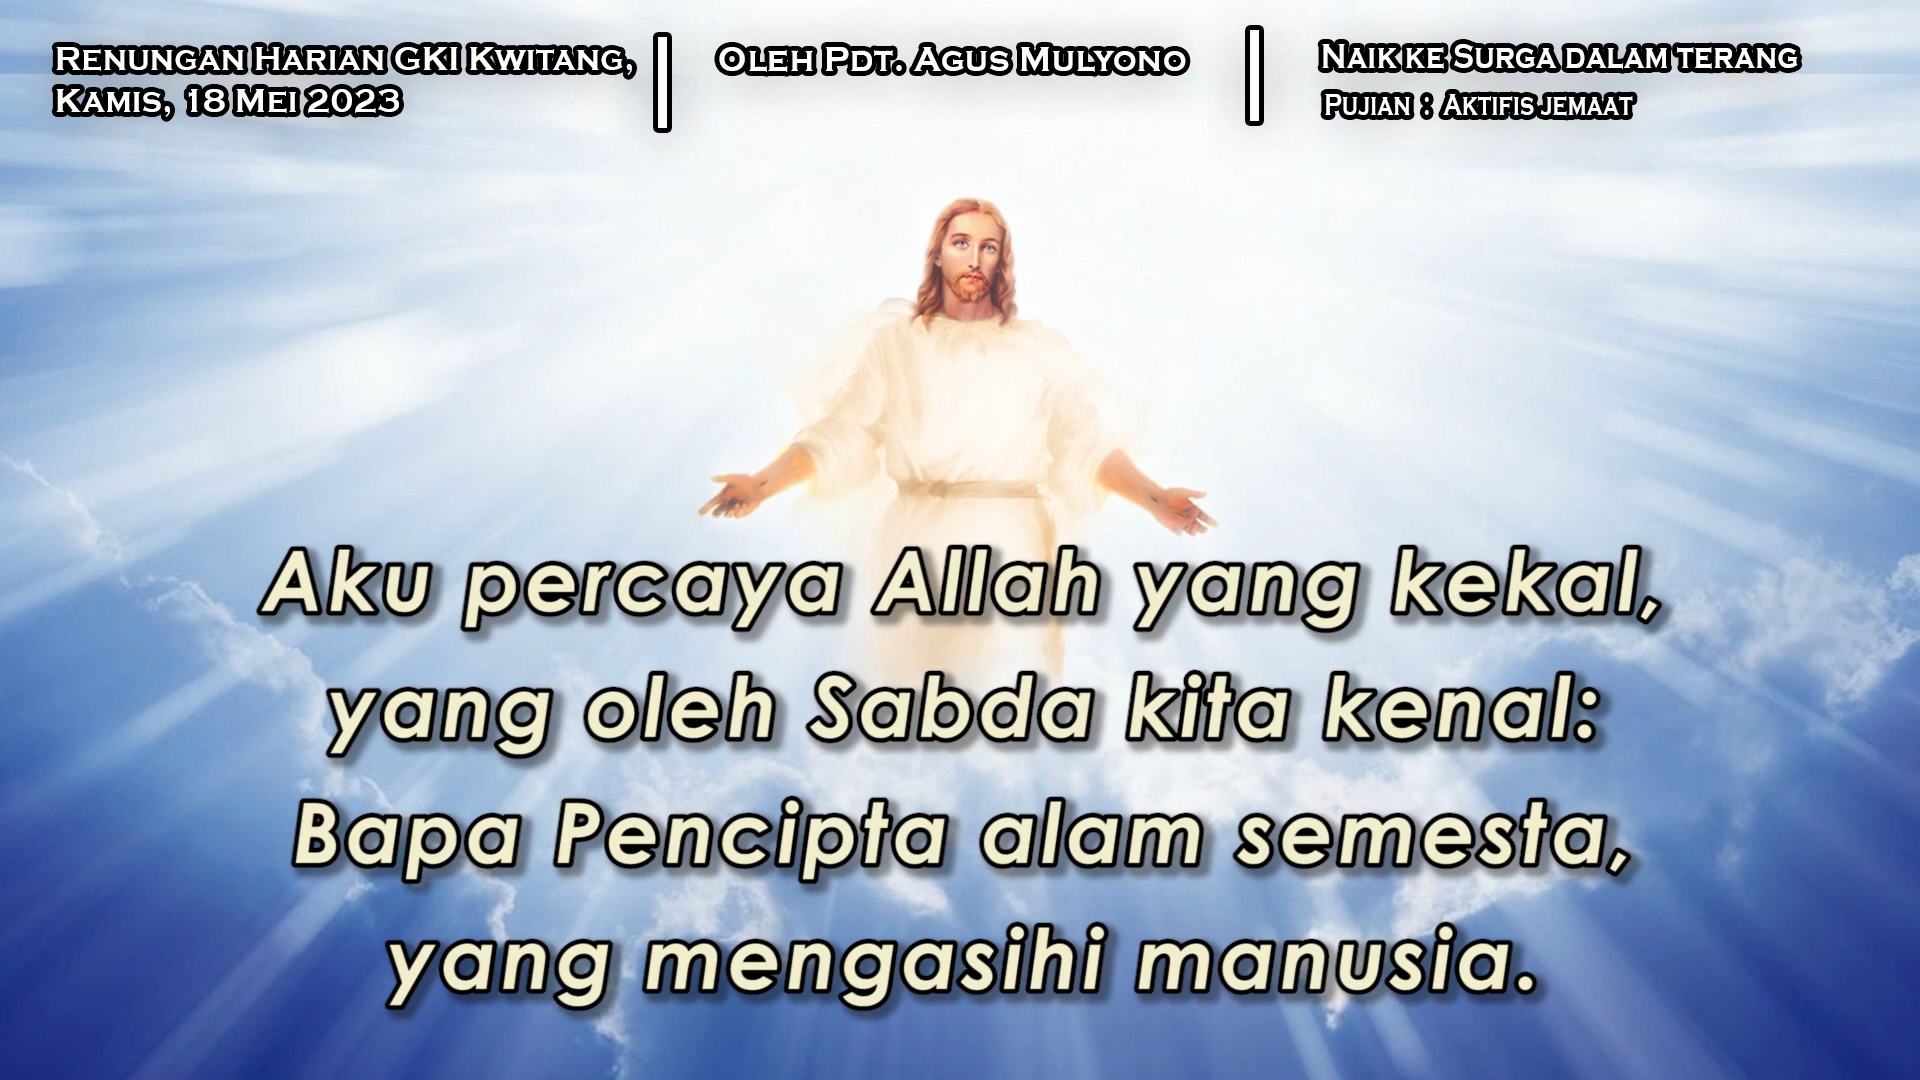 Renungan Harian GKI Kwitang,
Kamis, 18 Mei 2023
Oleh Pdt. Agus Mulyono
Naik ke Surga dalam terang
Pujian : Aktifis jemaat
Aku percaya Allah yang kekal,
yang oleh Sabda kita kenal:
Bapa Pencipta alam semesta,
yang mengasihi manusia.